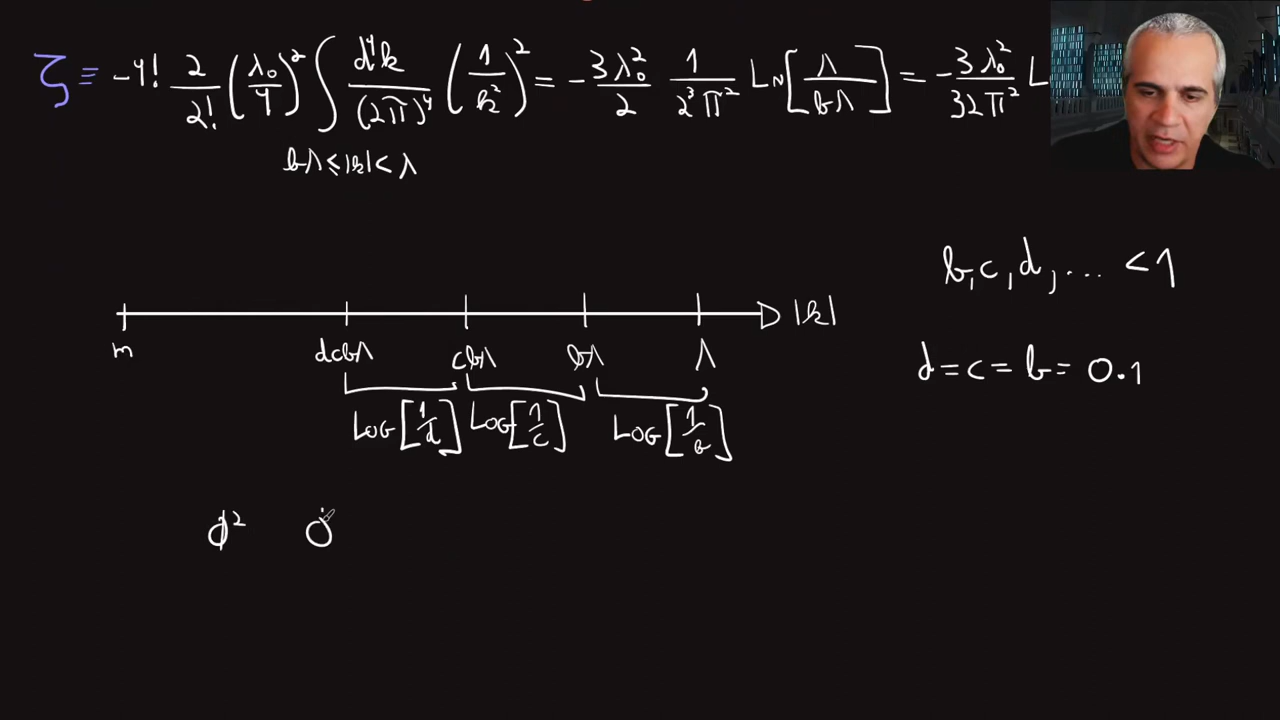 ζ ≡ -4! 2/2! (λ₀/4)² ∫ d⁴k/(2π)⁴ (1/k²)² = -3λ₀²/2 1/2³π² LN[Λ/bΛ] = -3λ₀²/32π² L
bΛ ≤ |k| < Λ
b, c, d, ... < 1
|k|
m dcbΛ cbΛ bΛ Λ
d = c = b = 0.1
LOG[1/d] LOG[1/c] LOG[1/b]
ϕ²